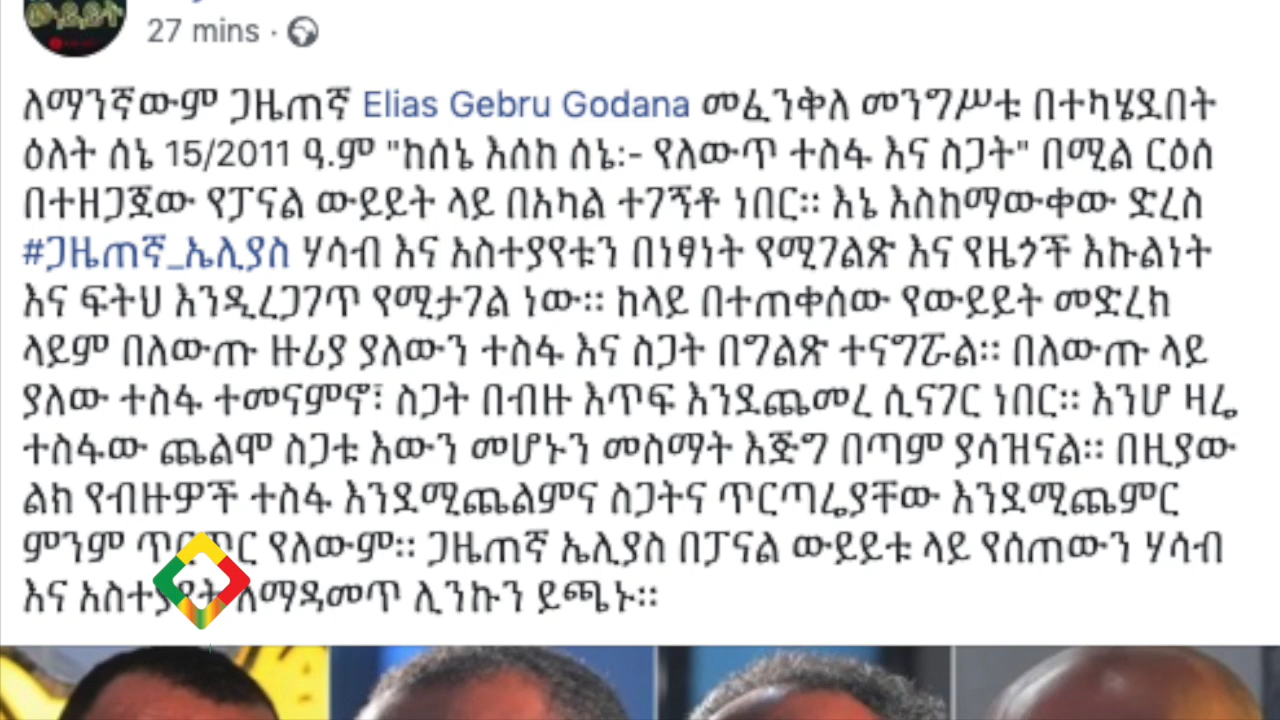 ውይይት
27 mins ·
ለማንኛውም ጋዜጠኛ Elias Gebru Godana መፈንቅለ መንግሥቱ በተካሄደበት
ዕለት ሰኔ 15/2011 ዓ.ም "ከሰኔ እሰከ ሰኔ:- የለውጥ ተስፋ እና ስጋት" በሚል ርዕሰ
በተዘጋጀው የፓናል ውይይት ላይ በአካል ተገኝቶ ነበር። እኔ እስከማውቀው ድረስ
#ጋዜጠኛ_ኤሊያስ ሃሳብ እና አስተያየቱን በነፃነት የሚገልጽ እና የዜጎች እኩልነት
እና ፍትህ እንዲረጋገጥ የሚታገል ነው። ከላይ በተጠቀሰው የውይይት መድረክ
ላይም በለውጡ ዙሪያ ያለውን ተስፋ እና ስጋት በግልጽ ተናግሯል። በለውጡ ላይ
ያለው ተስፋ ተመናምኖ፣ ስጋት በብዙ እጥፍ እንደጨመረ ሲናገር ነበር። እንሆ ዛሬ
ተስፋው ጨልሞ ስጋቱ እውን መሆኑን መስማት እጅግ በጣም ያሳዝናል። በዚያው
ልክ የብዙዎች ተስፋ እንደሚጨልምና ስጋትና ጥርጣሬያቸው እንደሚጨምር
ምንም ጥርጥር የለውም። ጋዜጠኛ ኤሊያስ በፓናል ውይይቱ ላይ የሰጠውን ሃሳብ
እና አስተያየት ለማዳመጥ ሊንኩን ይጫኑ።